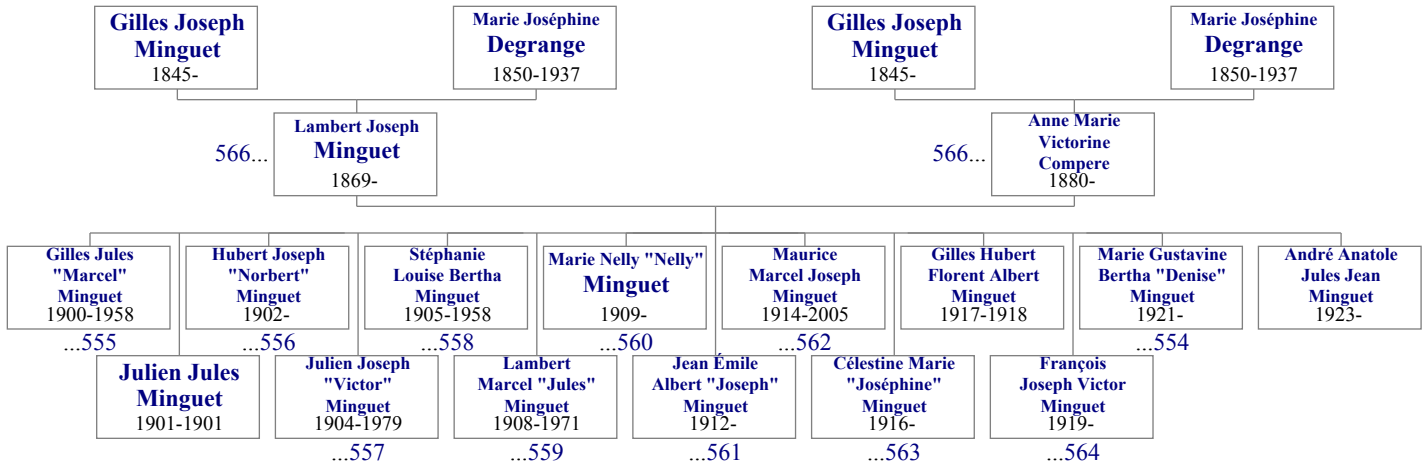 Gilles Joseph
Minguet
1845-
Marie Joséphine
Degrange
1850-1937
Gilles Joseph
Minguet
1845-
Marie Joséphine
Degrange
1850-1937
566...
Lambert Joseph
Minguet
1869-
566...
Anne Marie
Victorine
Compere
1880-
Gilles Jules
"Marcel"
Minguet
1900-1958
...555
Hubert Joseph
"Norbert"
Minguet
1902-
...556
Stéphanie
Louise Bertha
Minguet
1905-1958
...558
Marie Nelly "Nelly"
Minguet
1909-
...560
Maurice
Marcel Joseph
Minguet
1914-2005
...562
Gilles Hubert
Florent Albert
Minguet
1917-1918
Marie Gustavine
Bertha "Denise"
Minguet
1921-
...554
André Anatole
Jules Jean
Minguet
1923-
Julien Jules
Minguet
1901-1901
Julien Joseph
"Victor"
Minguet
1904-1979
...557
Lambert
Marcel "Jules"
Minguet
1908-1971
...559
Jean Émile
Albert "Joseph"
Minguet
1912-
...561
Célestine Marie
"Joséphine"
Minguet
1916-
...563
François
Joseph Victor
Minguet
1919-
...564